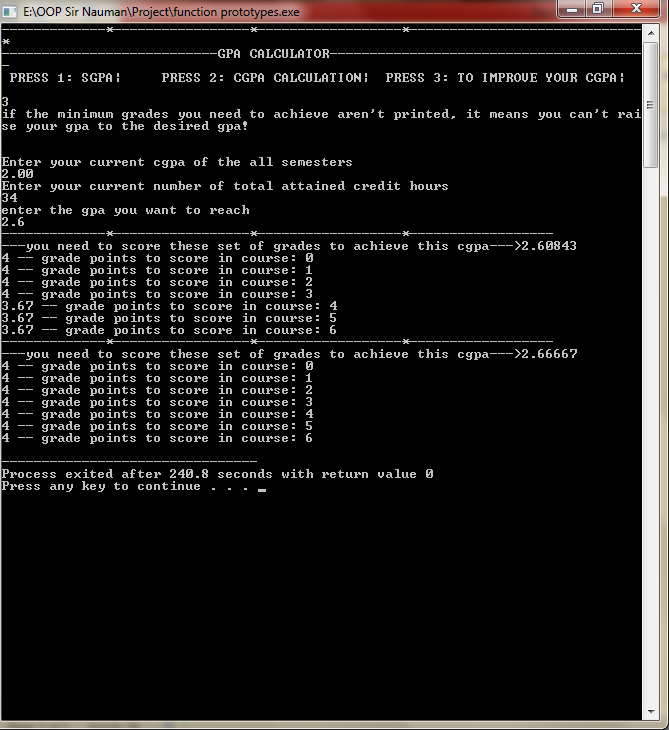 E:\OOP Sir Nauman\Project\function prototypes.exe
-------------*-----------------*------------------*-----------------------------
*
---------------------------GPA CALCULATOR---------------------------------------
-
PRESS 1: SGPA|     PRESS 2: CGPA CALCULATION|  PRESS 3: TO IMPROVE YOUR CGPA|
3
if the minimum grades you need to achieve aren't printed, it means you can't rai
se your gpa to the desired gpa!
Enter your current cgpa of the all semesters
2.00
Enter your current number of total attained credit hours
34
enter the gpa you want to reach
2.6
-------------*-----------------*------------------*------------------
---you need to score these set of grades to achieve this cgpa--->2.60843
4 -- grade points to score in course: 0
4 -- grade points to score in course: 1
4 -- grade points to score in course: 2
4 -- grade points to score in course: 3
3.67 -- grade points to score in course: 4
3.67 -- grade points to score in course: 5
3.67 -- grade points to score in course: 6
-------------*-----------------*------------------*------------------
---you need to score these set of grades to achieve this cgpa--->2.66667
4 -- grade points to score in course: 0
4 -- grade points to score in course: 1
4 -- grade points to score in course: 2
4 -- grade points to score in course: 3
4 -- grade points to score in course: 4
4 -- grade points to score in course: 5
4 -- grade points to score in course: 6
--------------------------------
Process exited after 240.8 seconds with return value 0
Press any key to continue . . . _